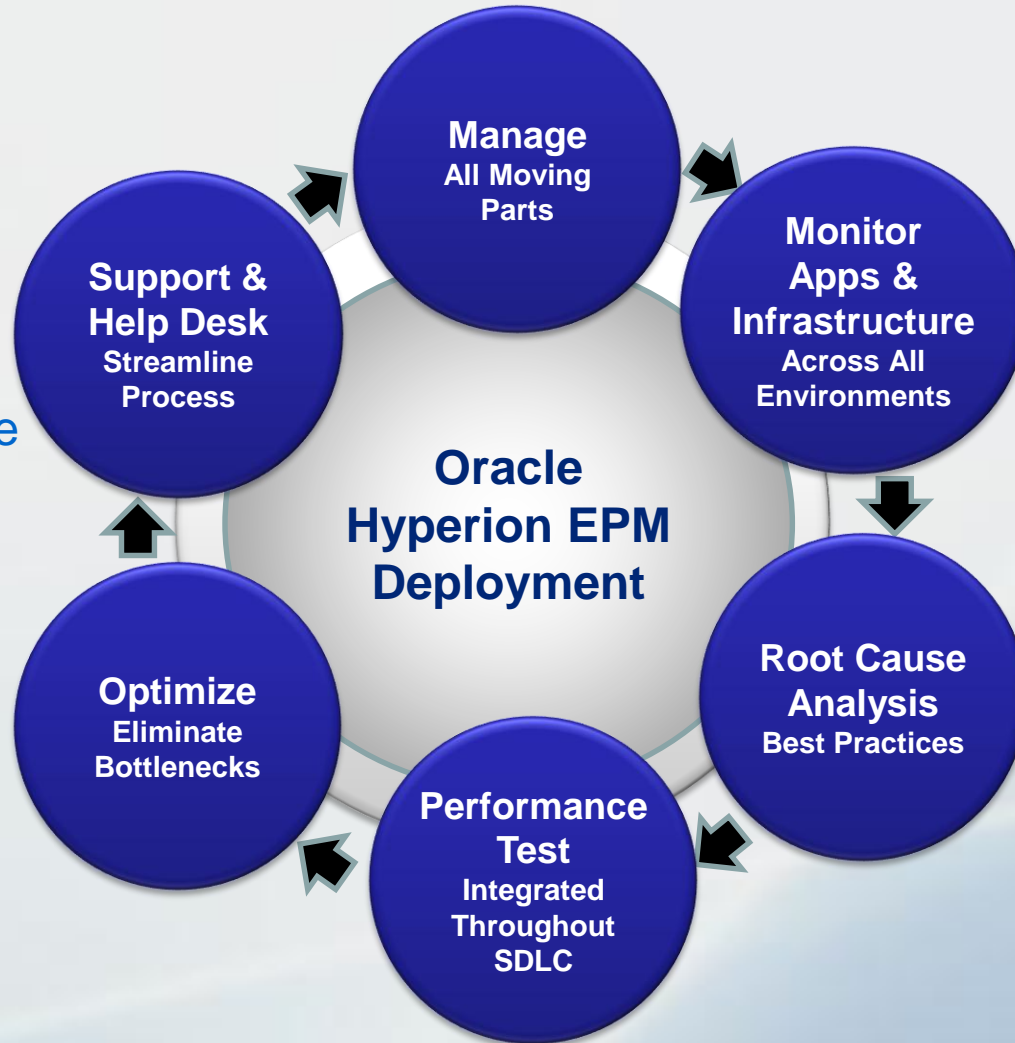 Manage
All Moving
Parts
Monitor
Apps &
Infrastructure
Across All
Environments
Root Cause
Analysis
Best Practices
Performance
Test
Integrated
Throughout
SDLC
Optimize
Eliminate
Bottlenecks
Support &
Help Desk
Streamline
Process
Oracle
Hyperion EPM
Deployment